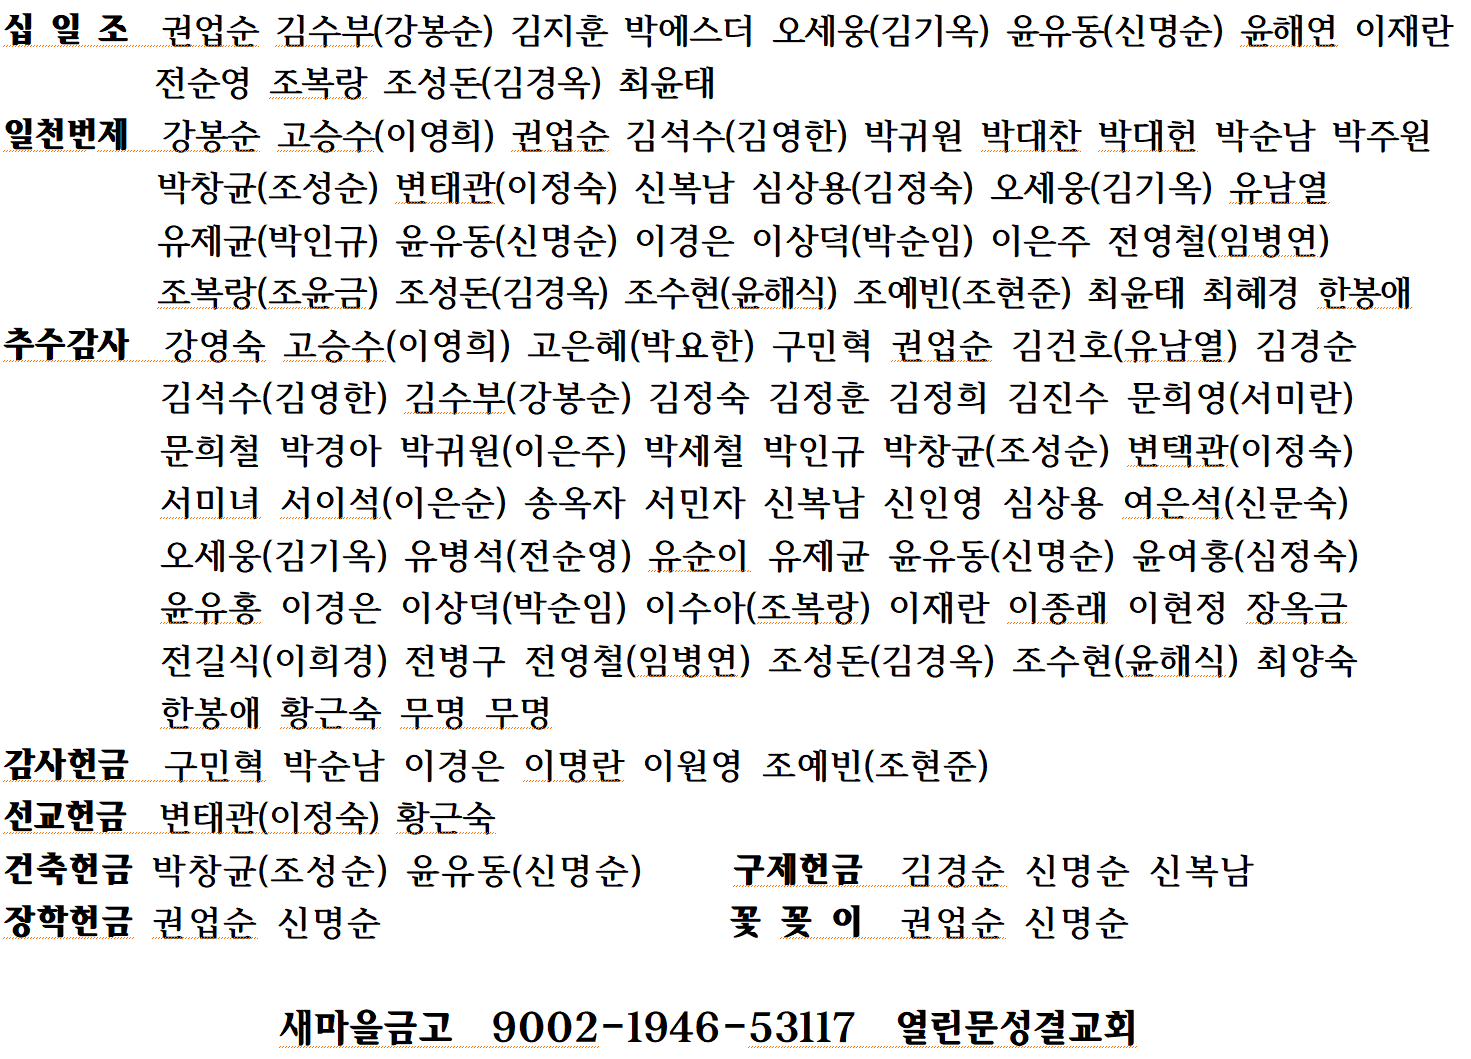 십 일 조 권업순 김수부(강봉순) 김지훈 박에스더 오세웅(김기옥) 윤유동(신명순) 윤해연 이재란
전순영 조복랑 조성돈(김경옥) 최윤태
일천번제 강봉순 고승수(이영희) 권업순 김석수(김영한) 박귀원 박대찬 박대헌 박순남 박주원
박창균(조성순) 변태관(이정숙) 신복남 심상용(김정숙) 오세웅(김기옥) 유남열
유제균(박인규) 윤유동(신명순) 이경은 이상덕(박순임) 이은주 전영철(임병연)
조복랑(조윤금) 조성돈(김경옥) 조수현(윤해식) 조예빈(조현준) 최윤태 최혜경 한봉애
추수감사 강영숙 고승수(이영희) 고은혜(박요한) 구민혁 권업순 김건호(유남열) 김경순
김석수(김영한) 김수부(강봉순) 김정숙 김정훈 김정희 김진수 문희영(서미란)
문희철 박경아 박귀원(이은주) 박세철 박인규 박창균(조성순) 변택관(이정숙)
서미녀 서이석(이은순) 송옥자 서민자 신복남 신인영 심상용 여은석(신문숙)
오세웅(김기옥) 유병석(전순영) 유순이 유제균 윤유동(신명순) 윤여홍(심정숙)
윤유홍 이경은 이상덕(박순임) 이수아(조복랑) 이재란 이종래 이현정 장옥금
전길식(이희경) 전병구 전영철(임병연) 조성돈(김경옥) 조수현(윤해식) 최양숙
한봉애 황근숙 무명 무명
감사헌금 구민혁 박순남 이경은 이명란 이원영 조예빈(조현준)
선교헌금 변태관(이정숙) 황근숙
건축헌금 박창균(조성순) 윤유동(신명순) 구제헌금 김경순 신명순 신복남
장학헌금 권업순 신명순 꽃 꽂 이 권업순 신명순
새마을금고 9002-1946-53117 열린문성결교회